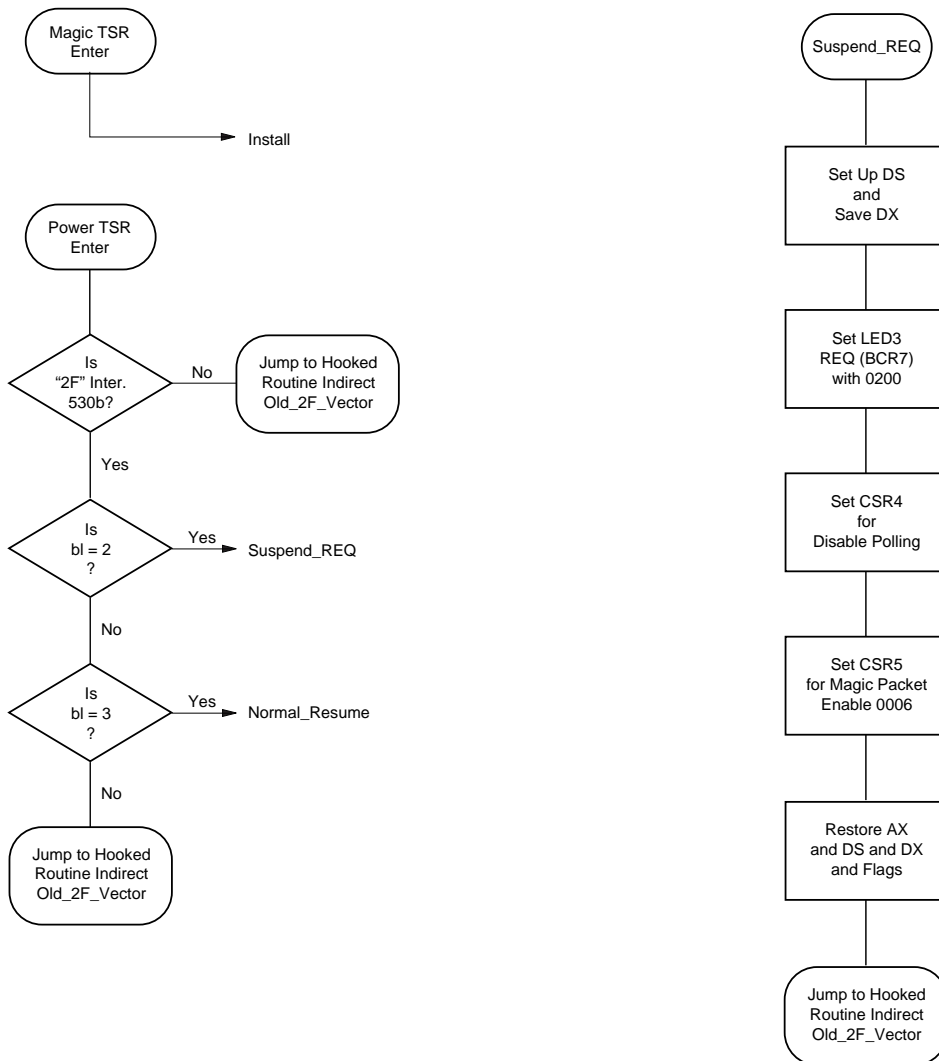 Magic TSR
Enter
Install
Power TSR
Enter
Is
“2F” Inter.
530b?
No
Jump to Hooked
Routine Indirect
Old_2F_Vector
Yes
Is
bl = 2
?
Yes
Suspend_REQ
No
Is
bl = 3
?
Yes
Normal_Resume
No
Jump to Hooked
Routine Indirect
Old_2F_Vector
Suspend_REQ
Set Up DS
and
Save DX
Set LED3
REQ (BCR7)
with 0200
Set CSR4
for
Disable Polling
Set CSR5
for Magic Packet
Enable 0006
Restore AX
and DS and DX
and Flags
Jump to Hooked
Routine Indirect
Old_2F_Vector